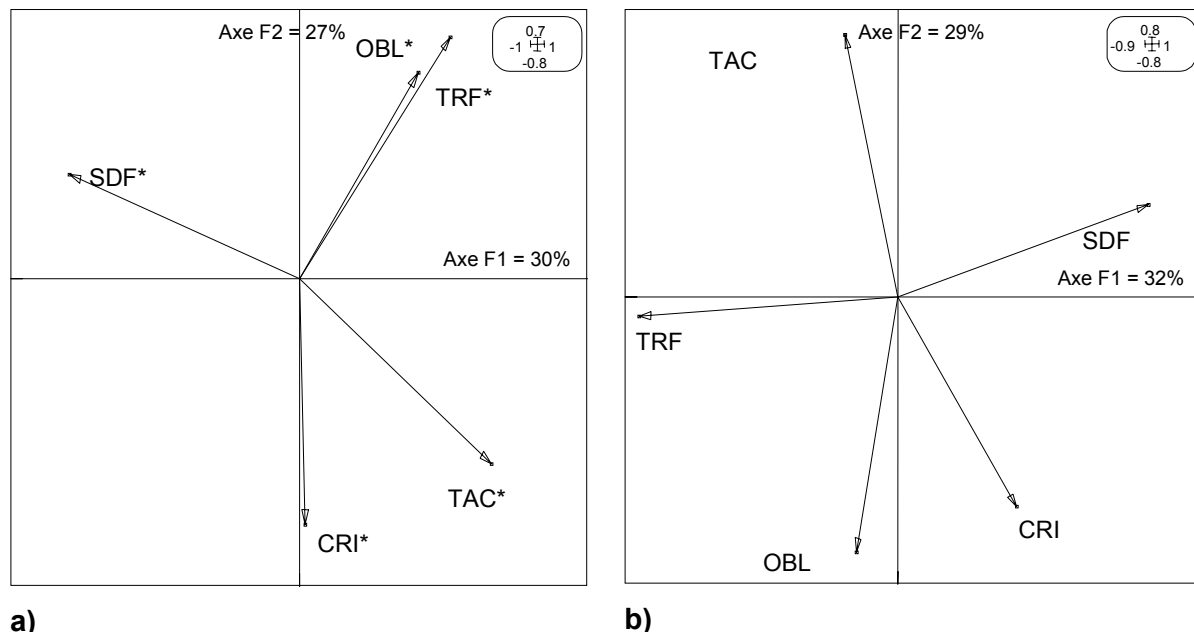 Axe F2 = 27%
OBL*
0.7
-1 1
-0.8
TRF*
SDF*
Axe F1 = 30%
TAC*
CRI*
a)
Axe F2 = 29%
TAC
0.8
-0.9 1
-0.8
SDF
Axe F1 = 32%
TRF
CRI
OBL
b)